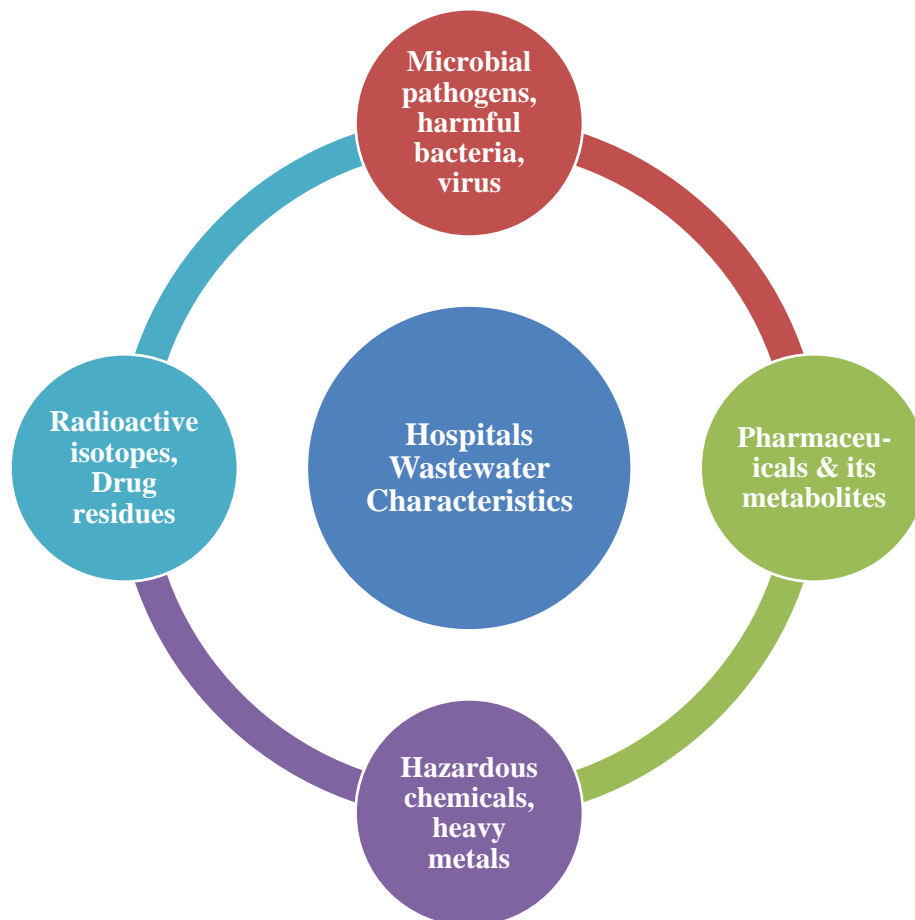 Microbial
pathogens,
harmful
bacteria,
virus
Radioactive
isotopes,
Drug
residues
Hospitals
Wastewater
Characteristics
Pharmaceu-
icals & its
metabolites
Hazardous
chemicals,
heavy
metals